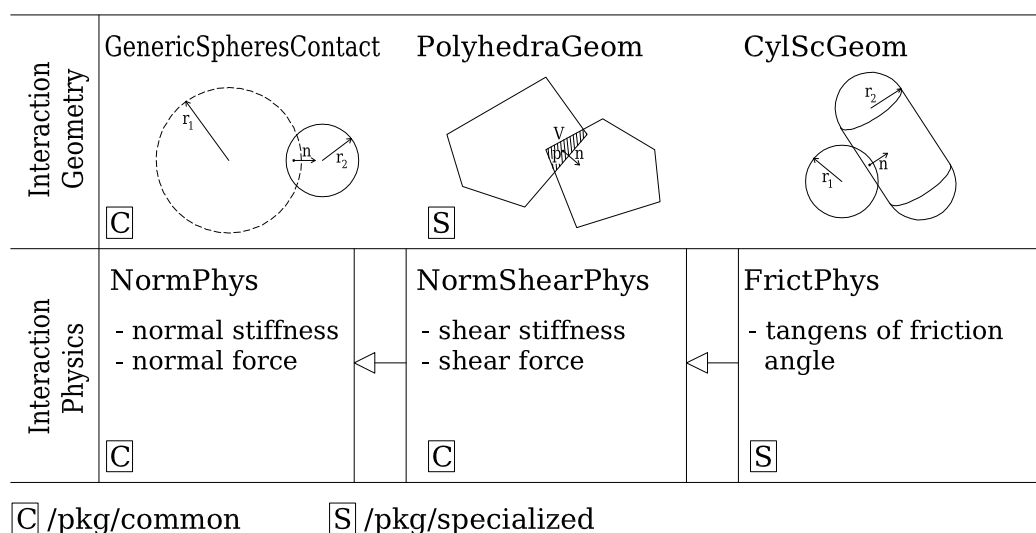 Interaction
Geometry
GenericSpheresContact
r1
n
r2
C
PolyhedraGeom
V
p n
S
CylScGeom
r2
n
r1
Interaction
Physics
NormPhys
- normal stiffness
- normal force
C
NormShearPhys
- shear stiffness
- shear force
C
FrictPhys
- tangens of friction
angle
S
C /pkg/common
S /pkg/specialized